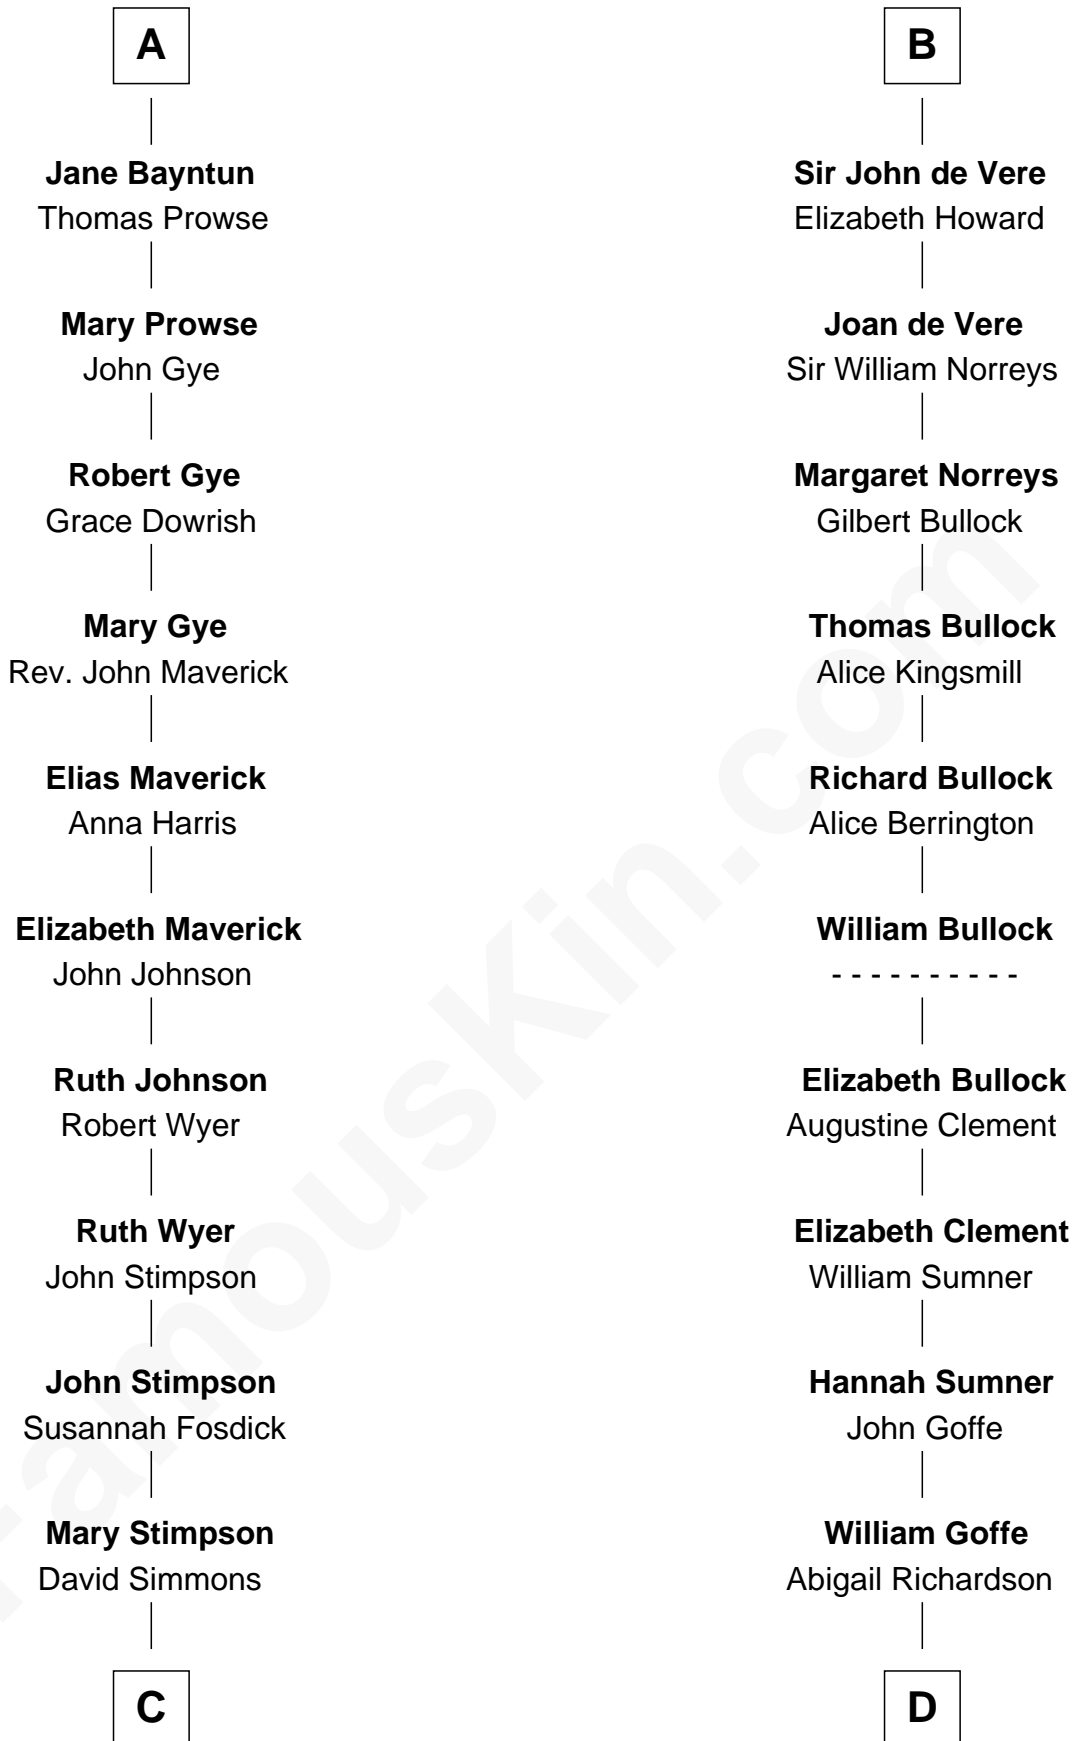 A
Jane Bayntun
Thomas Prowse
Mary Prowse
John Gye
Robert Gye
Grace Dowrish
Mary Gye
Rev. John Maverick
Elias Maverick
Anna Harris
Elizabeth Maverick
John Johnson
Ruth Johnson
Robert Wyer
Ruth Wyer
John Stimpson
John Stimpson
Susannah Fosdick
Mary Stimpson
David Simmons
C
B
Sir John de Vere
Elizabeth Howard
Joan de Vere
Sir William Norreys
Margaret Norreys
Gilbert Bullock
Thomas Bullock
Alice Kingsmill
Richard Bullock
Alice Berrington
William Bullock
- - - - - - - - - -
Elizabeth Bullock
Augustine Clement
Elizabeth Clement
William Sumner
Hannah Sumner
John Goffe
William Goffe
Abigail Richardson
D
FamousKin.com